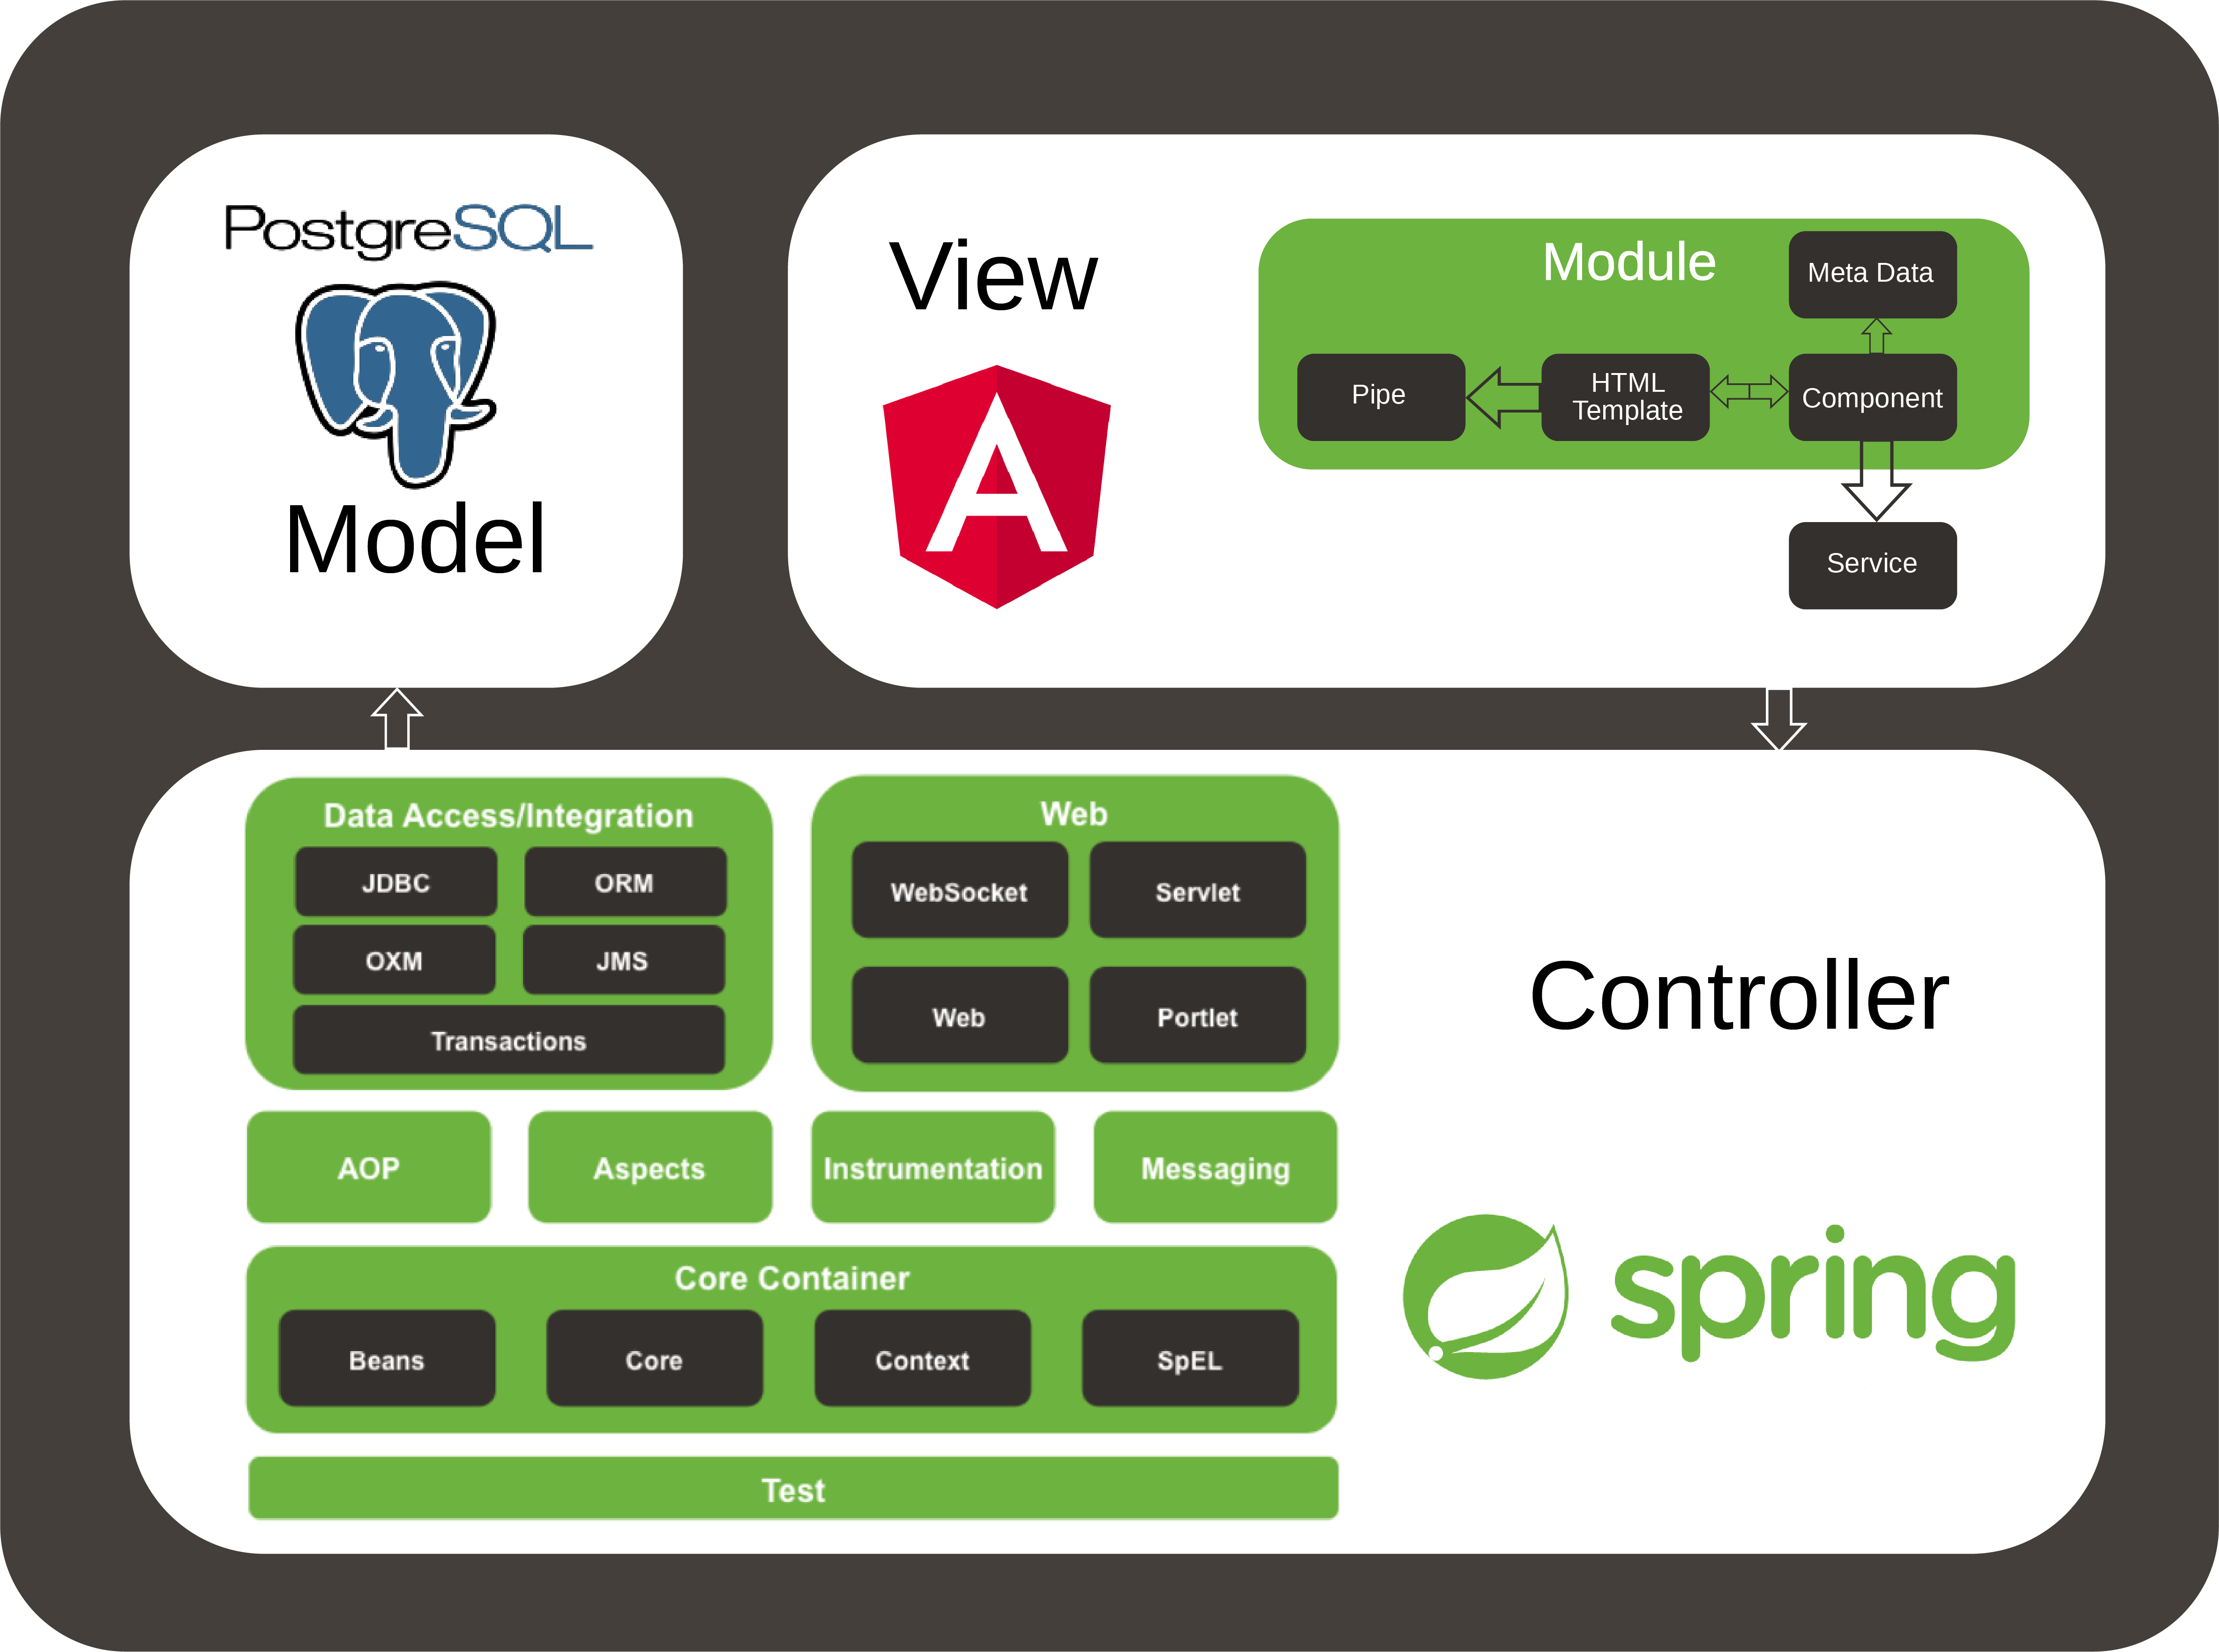 PostgreSQL
Model
View
Module
Meta Data
Pipe
HTML
Template
Component
Service
Data Access/Integration
JDBC
ORM
OXM
JMS
Transactions
Web
WebSocket
Servlet
Web
Portlet
AOP
Aspects
Instrumentation
Messaging
Core Container
Beans
Core
Context
SpEL
Test
Controller
spring